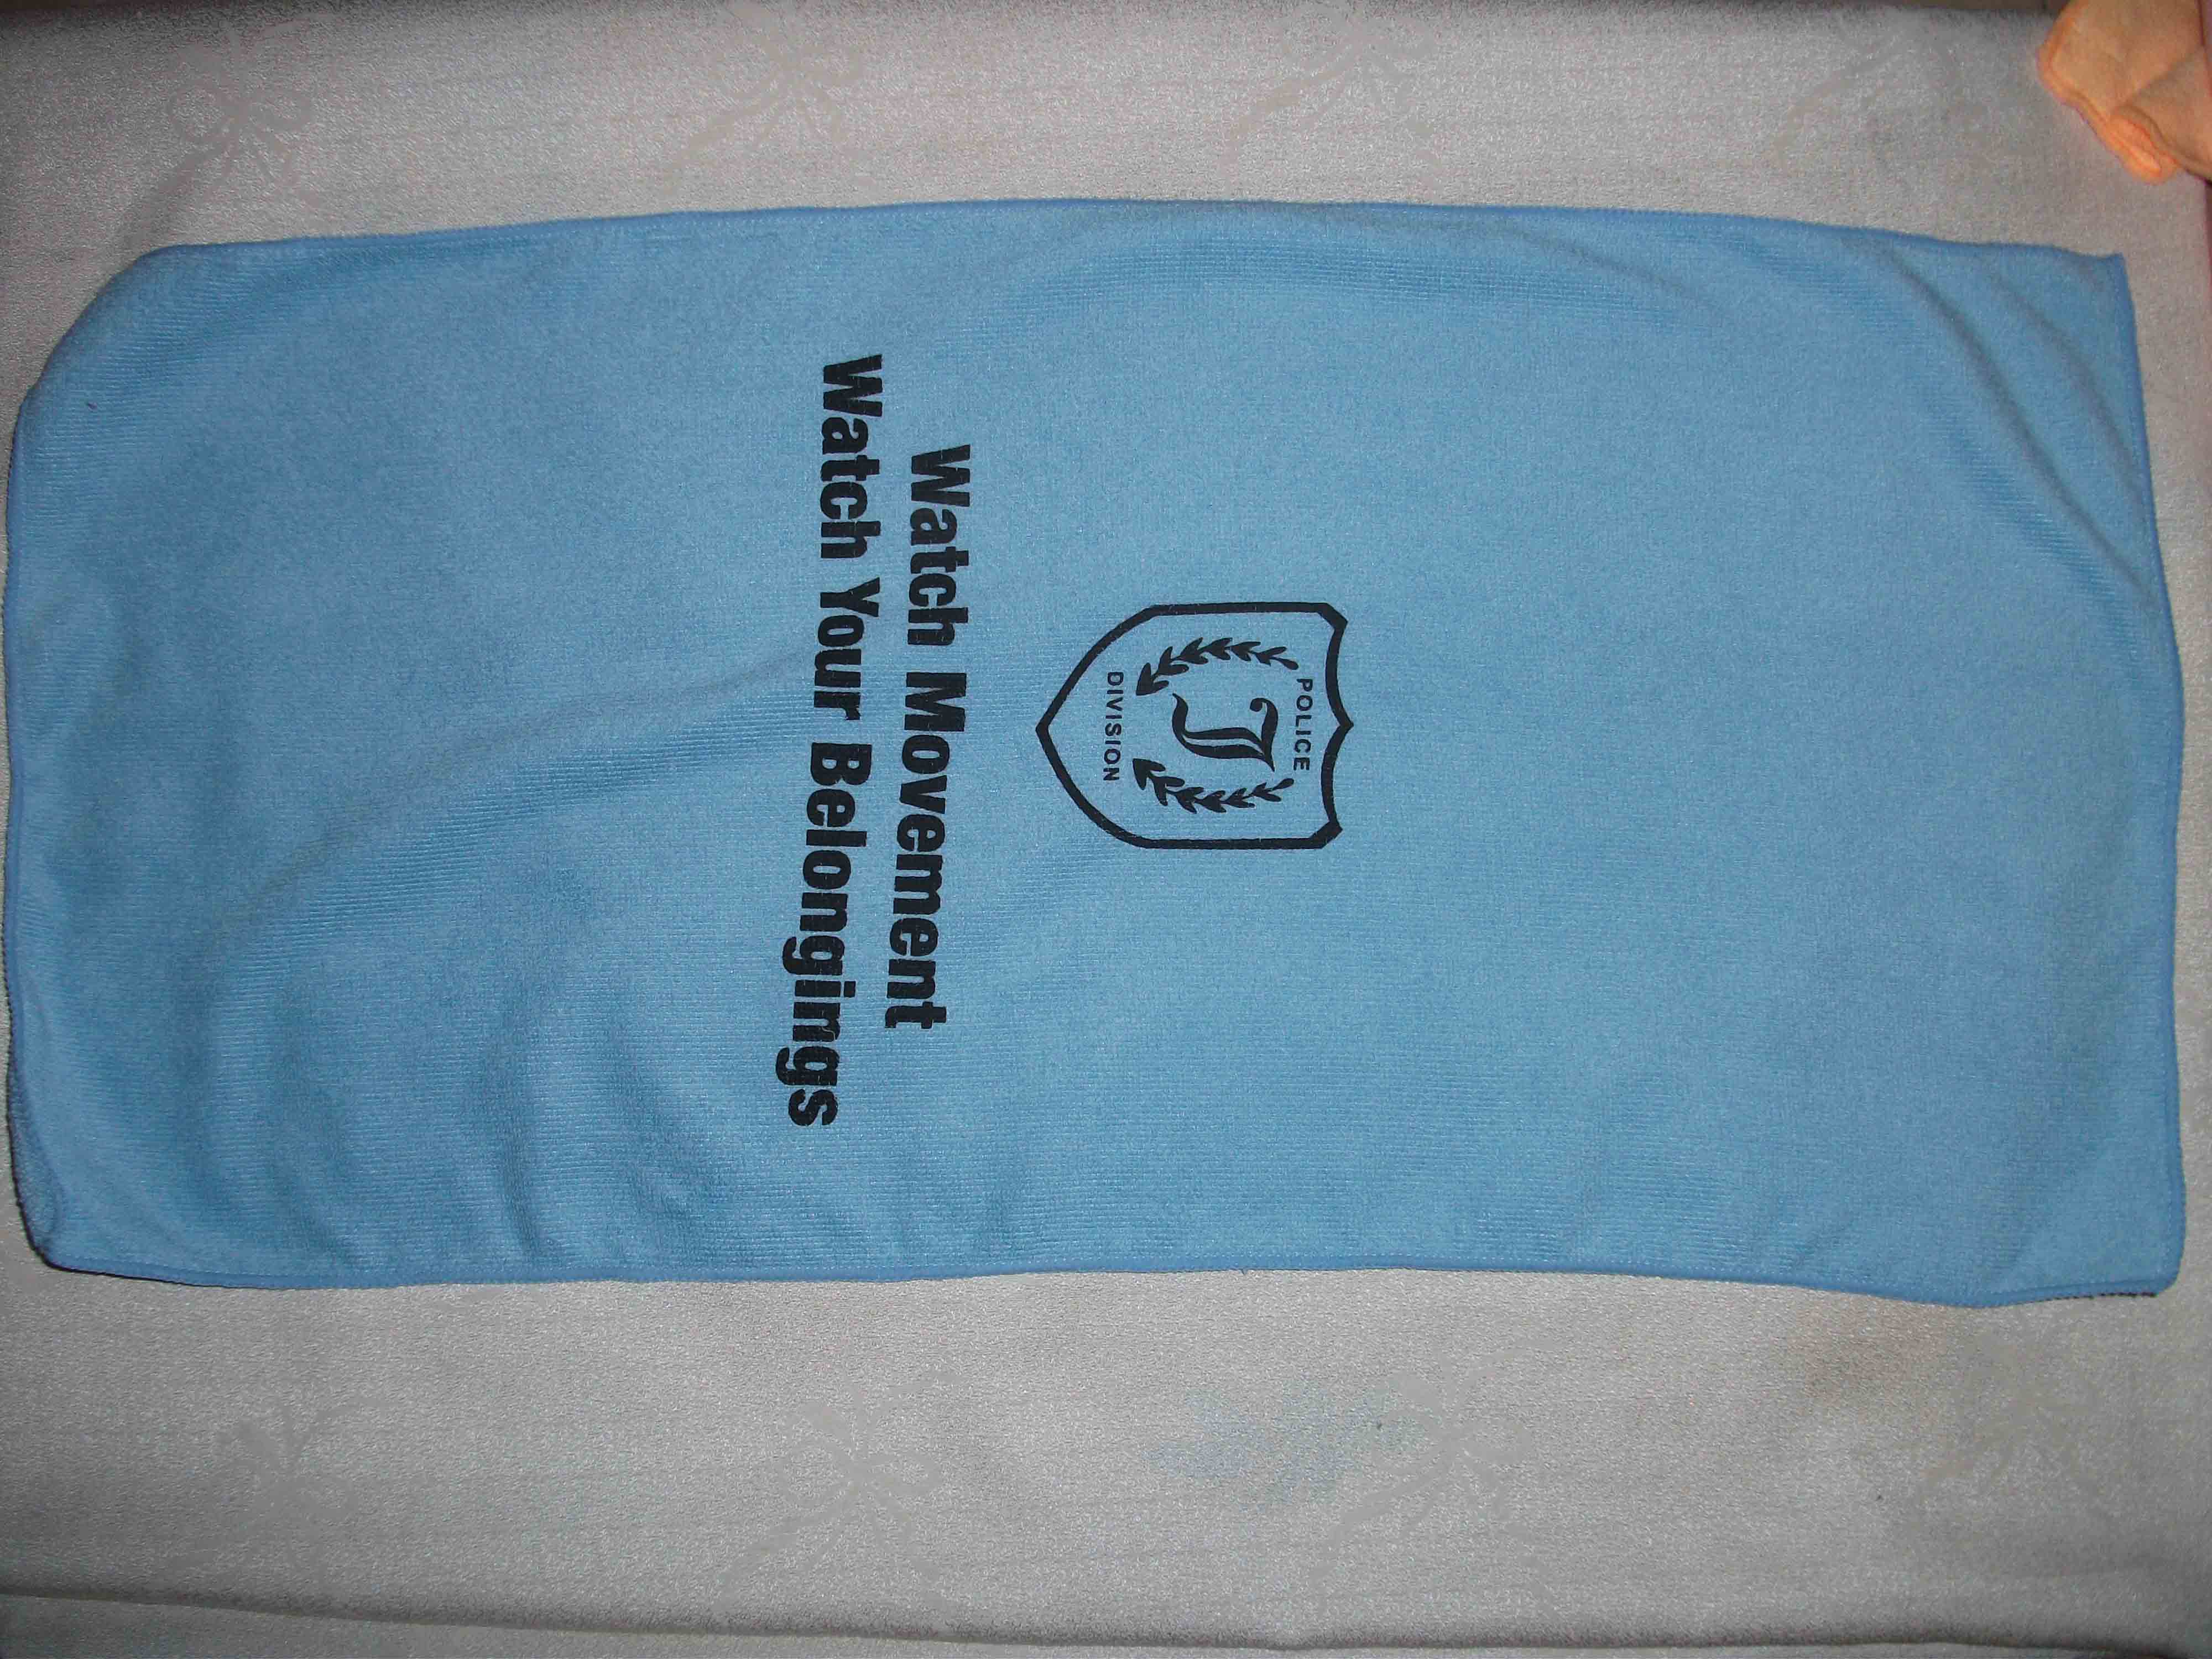 POLICE
J
DIVISION
Watch Movement
Watch Your Belongings